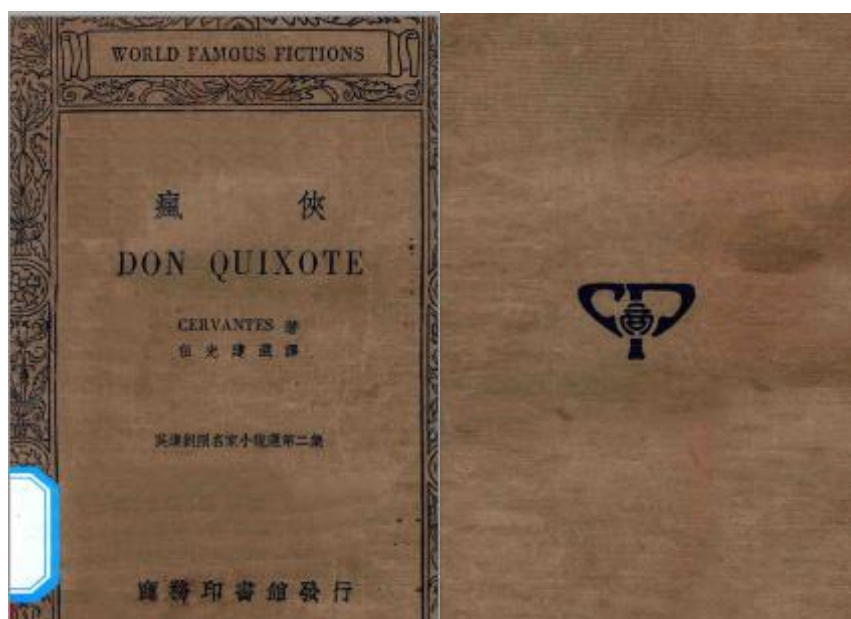 WORLD FAMOUS FICTIONS
瘋 俠
DON QUIXOTE
CERVANTES 著
伍光建選譯
英漢對照名家小說選第二集
商務印書館發行